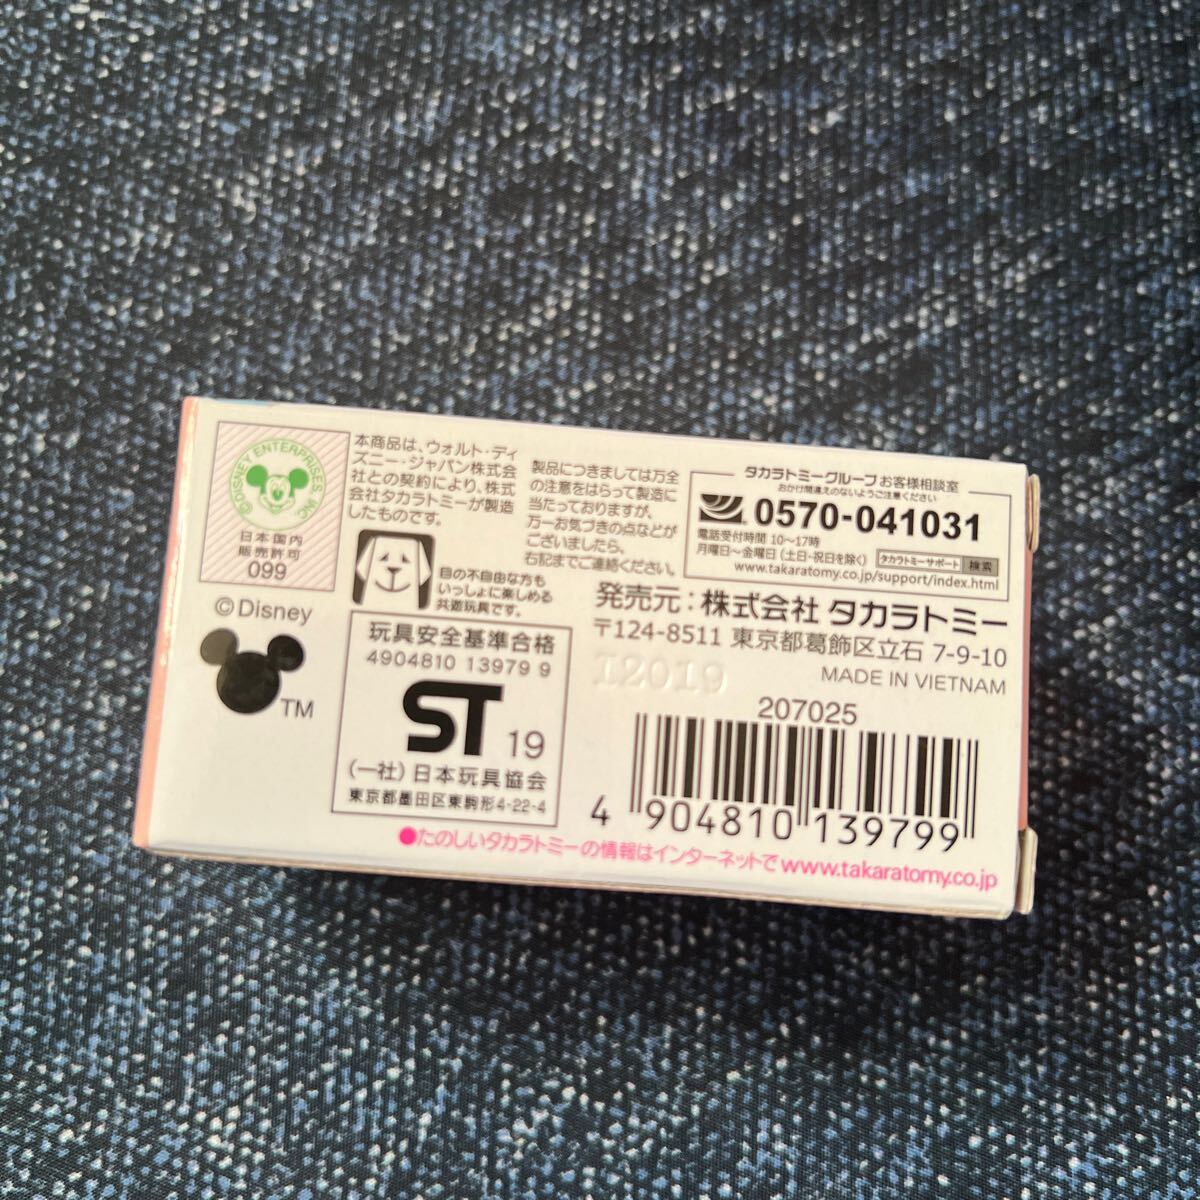 ©DISNEY ENTERPRISES, INC
日本国内
販売許可
099
©Disney
TM
本商品は、ウォルト・ディ
ズニー・ジャパン株式会
社との契約により、株式
会社タカラトミーが製造
したものです。
目の不自由な方も
いっしょに楽しめる
共遊玩具です。
玩具安全基準合格
4904810 13979 9
ST 19
(一社)日本玩具協会
東京都墨田区東駒形4-22-4
製品につきましては万全
の注意をはらって製造に
当たっておりますが、
万一お気づきの点などが
ございましたら、
右記までご連絡ください。
タカラトミーグループ お客様相談室
おかけ間違えのないようご注意ください
0570-041031
電話受付時間 10〜17時
月曜日〜金曜日(土日・祝日を除く) タカラトミーサポート 検索
www.takaratomy.co.jp/support/index.html
発売元:株式会社 タカラトミー
〒124-8511 東京都葛飾区立石 7-9-10
MADE IN VIETNAM
I2019
207025
4 904810 139799
●たのしいタカラトミーの情報はインターネットで www.takaratomy.co.jp